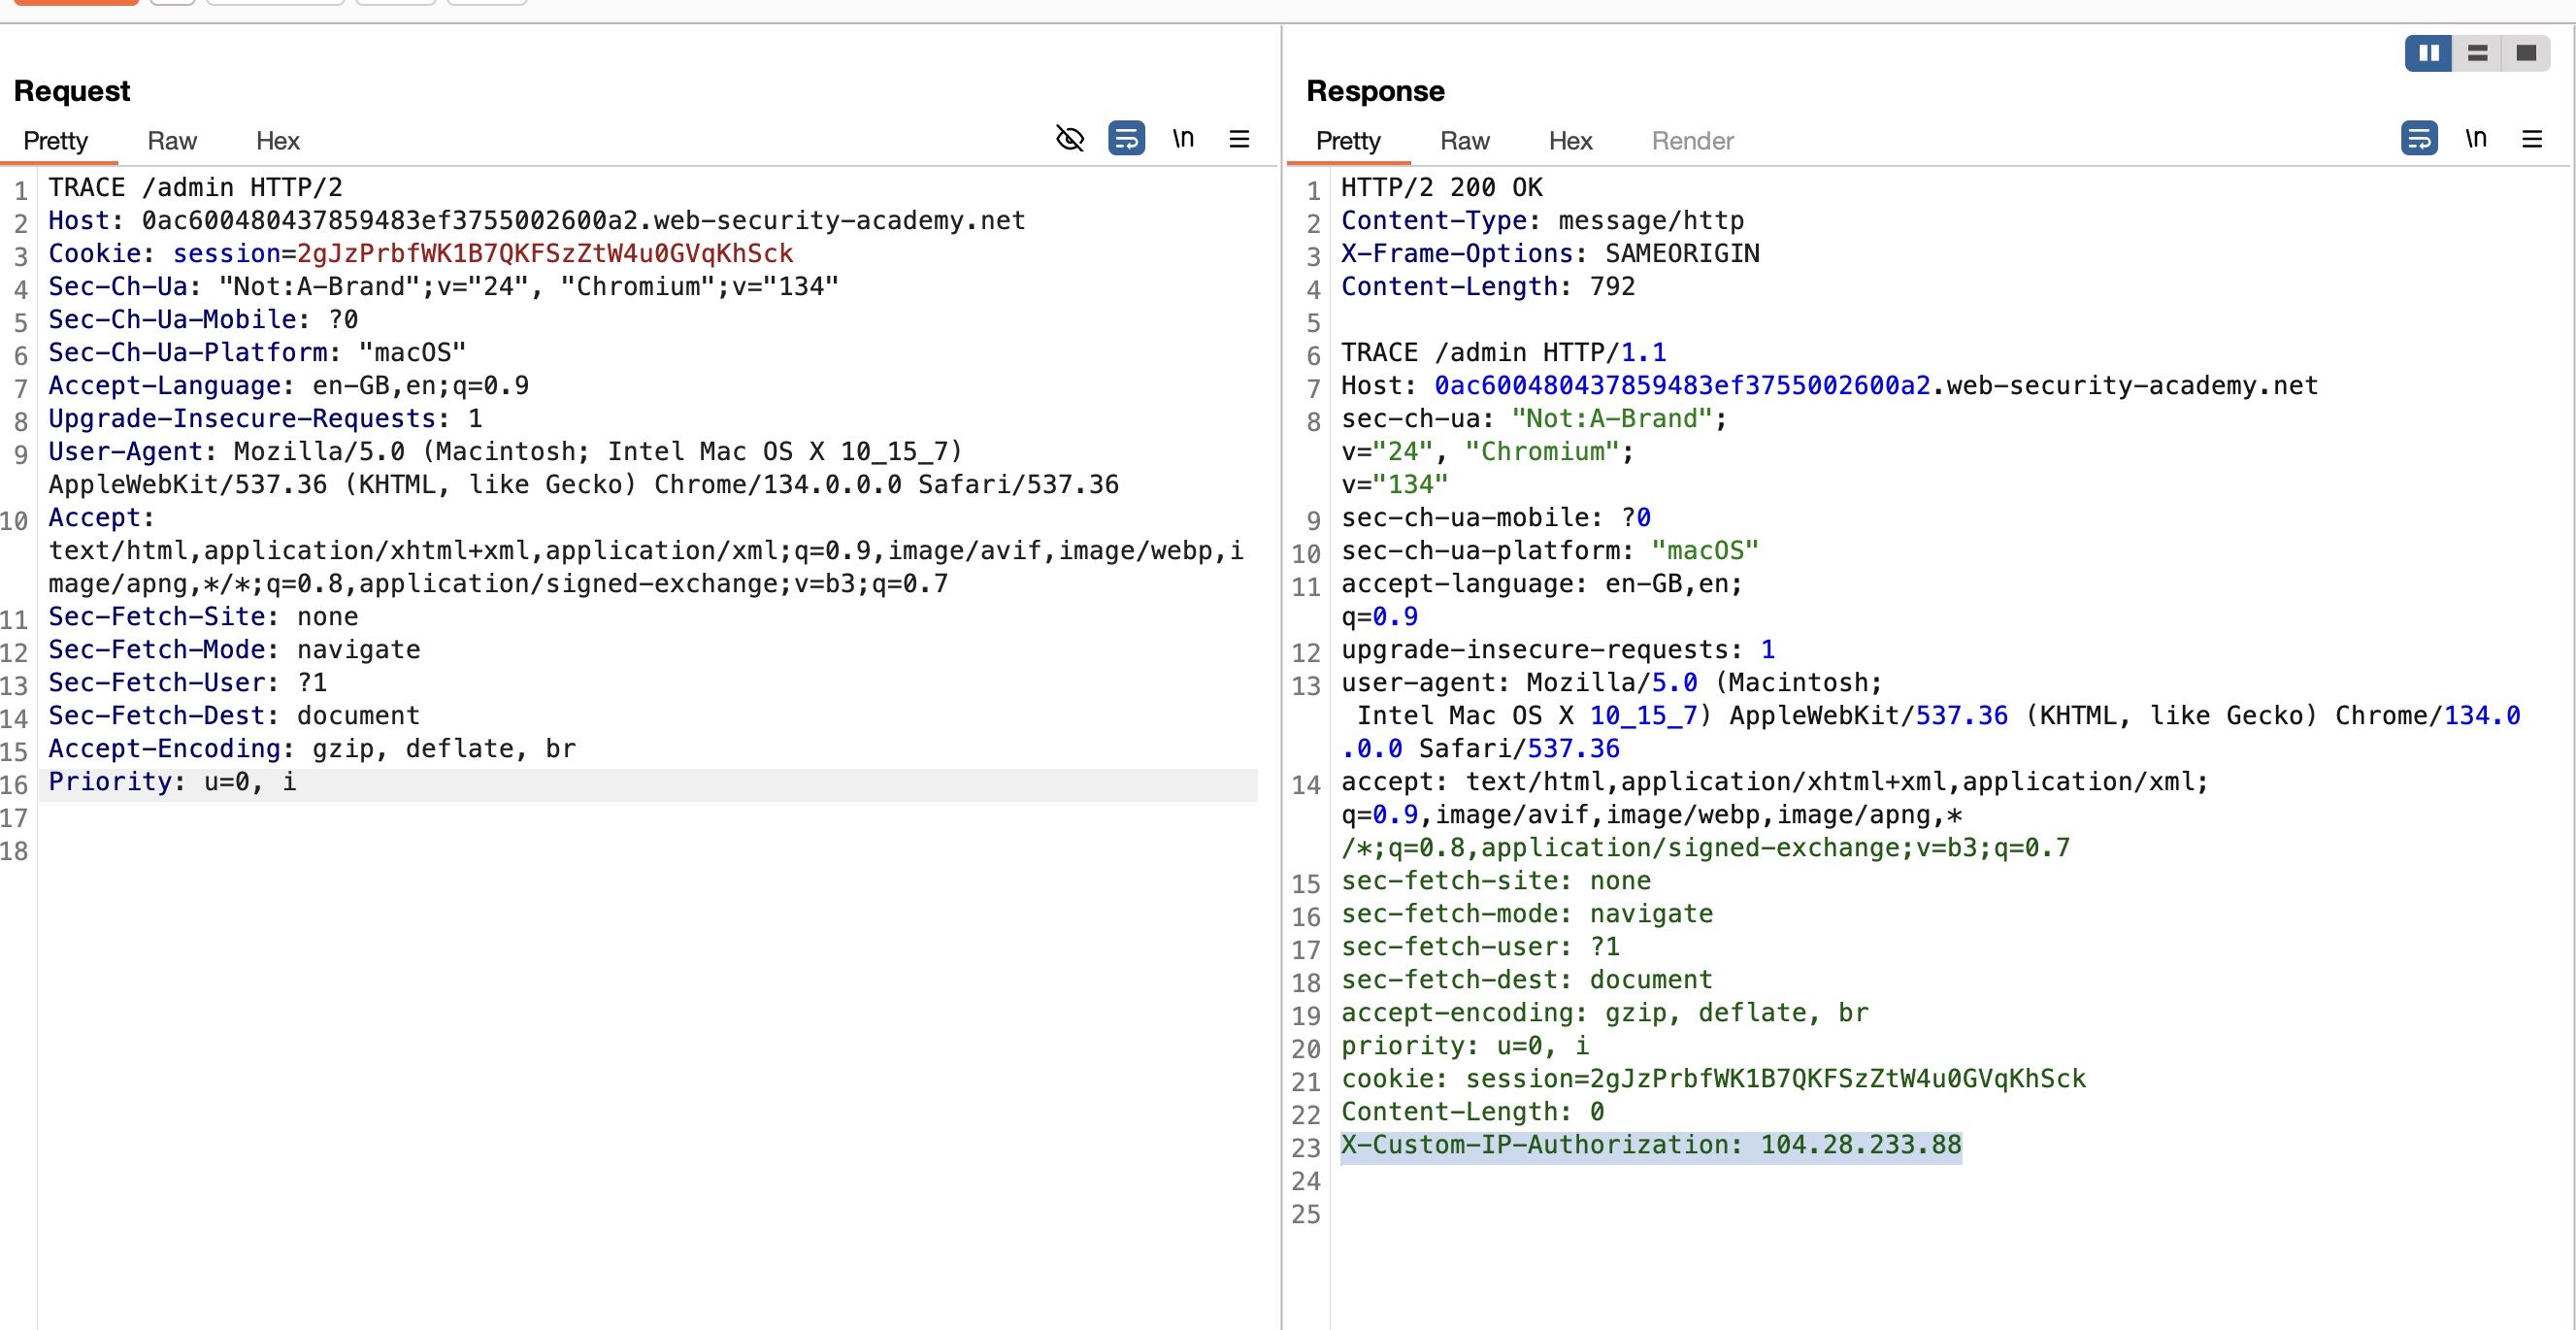 Request
Pretty Raw Hex \n
1 TRACE /admin HTTP/2
2 Host: 0ac600480437859483ef3755002600a2.web-security-academy.net
3 Cookie: session=2gJzPrbfWK1B7QKFSzZtW4u0GVqKhSck
4 Sec-Ch-Ua: "Not:A-Brand";v="24", "Chromium";v="134"
5 Sec-Ch-Ua-Mobile: ?0
6 Sec-Ch-Ua-Platform: "macOS"
7 Accept-Language: en-GB,en;q=0.9
8 Upgrade-Insecure-Requests: 1
9 User-Agent: Mozilla/5.0 (Macintosh; Intel Mac OS X 10_15_7)
AppleWebKit/537.36 (KHTML, like Gecko) Chrome/134.0.0.0 Safari/537.36
10 Accept:
text/html,application/xhtml+xml,application/xml;q=0.9,image/avif,image/webp,i
mage/apng,*/*;q=0.8,application/signed-exchange;v=b3;q=0.7
11 Sec-Fetch-Site: none
12 Sec-Fetch-Mode: navigate
13 Sec-Fetch-User: ?1
14 Sec-Fetch-Dest: document
15 Accept-Encoding: gzip, deflate, br
16 Priority: u=0, i
17
18
Response
Pretty Raw Hex Render \n
1 HTTP/2 200 OK
2 Content-Type: message/http
3 X-Frame-Options: SAMEORIGIN
4 Content-Length: 792
5
6 TRACE /admin HTTP/1.1
7 Host: 0ac600480437859483ef3755002600a2.web-security-academy.net
8 sec-ch-ua: "Not:A-Brand";
v="24", "Chromium";
v="134"
9 sec-ch-ua-mobile: ?0
10 sec-ch-ua-platform: "macOS"
11 accept-language: en-GB,en;
q=0.9
12 upgrade-insecure-requests: 1
13 user-agent: Mozilla/5.0 (Macintosh;
Intel Mac OS X 10_15_7) AppleWebKit/537.36 (KHTML, like Gecko) Chrome/134.0
.0.0 Safari/537.36
14 accept: text/html,application/xhtml+xml,application/xml;
q=0.9,image/avif,image/webp,image/apng,*
/*;q=0.8,application/signed-exchange;v=b3;q=0.7
15 sec-fetch-site: none
16 sec-fetch-mode: navigate
17 sec-fetch-user: ?1
18 sec-fetch-dest: document
19 accept-encoding: gzip, deflate, br
20 priority: u=0, i
21 cookie: session=2gJzPrbfWK1B7QKFSzZtW4u0GVqKhSck
22 Content-Length: 0
23 X-Custom-IP-Authorization: 104.28.233.88
24
25